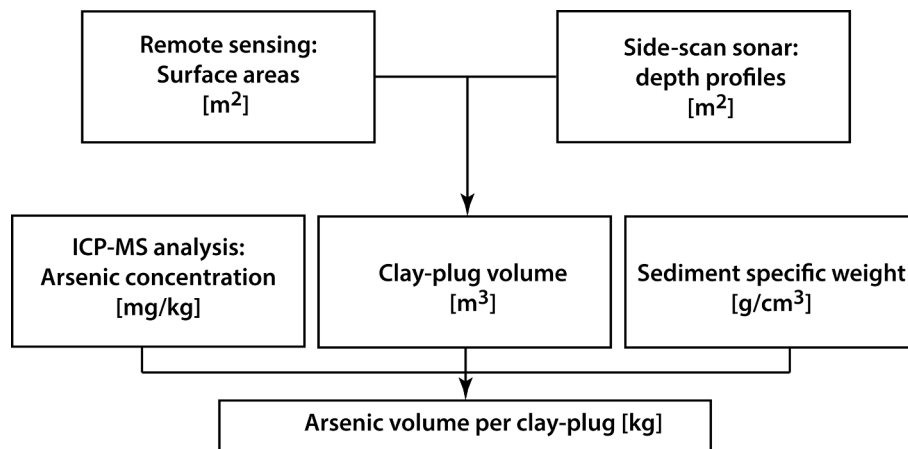 Remote sensing:
Surface areas
[m²]
Side-scan sonar:
depth profiles
[m²]
ICP-MS analysis:
Arsenic concentration
[mg/kg]
Clay-plug volume
[m³]
Sediment specific weight
[g/cm³]
Arsenic volume per clay-plug [kg]